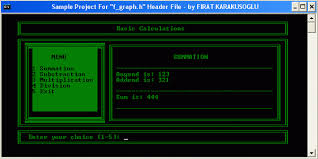 Sample Project For "f_graph.h" Header File - by FIRAT KARAKUSOGLU
Basic Calculations
MENU
1 Summation
2 Subtraction
3 Multiplication
4 Division
5 Exit
SUMMATION
Augend is: 123
Addend is: 321
Sum is: 444
Enter your choice (1-5): _